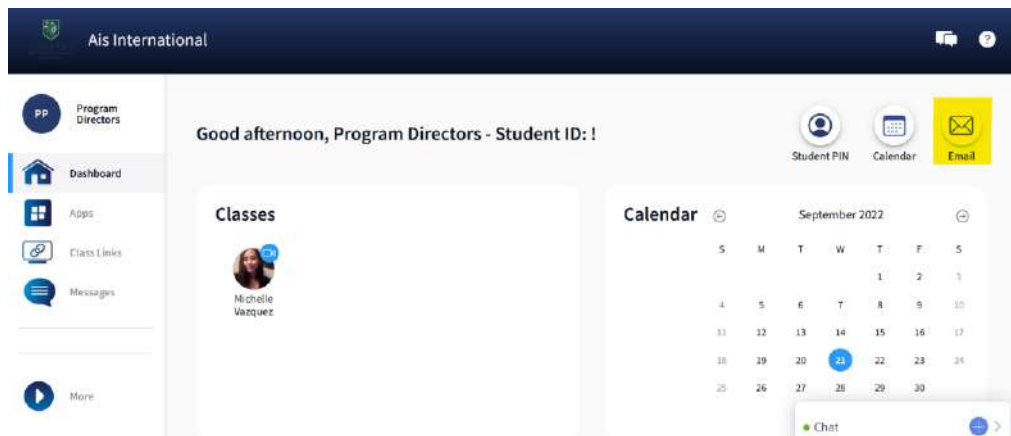 Ais International
PP
Program
Directors
Dashboard
Apps
Class Links
Messages
More
Good afternoon, Program Directors - Student ID: !
Student PIN
Calendar
Email
Classes
Michelle
Vazquez
Calendar
September 2022
S M T W T F S
1 2 3
4 5 6 7 8 9 10
11 12 13 14 15 16 17
18 19 20 21 22 23 24
25 26 27 28 29 30
Chat